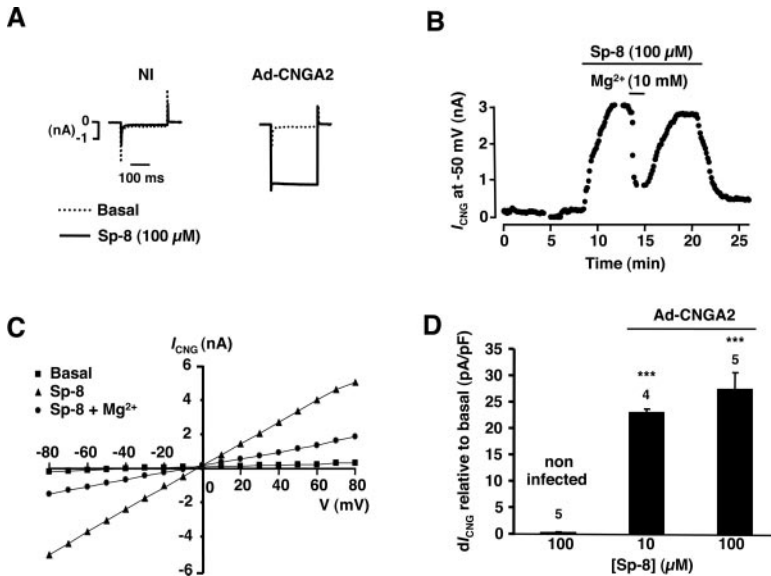 A
NI
Ad-CNGA2
0
(nA)
-1
100 ms
Basal
Sp-8 (100 µM)
B
Sp-8 (100 µM)
Mg²⁺ (10 mM)
I_CNG at -50 mV (nA)
3
2
1
0
0 5 10 15 20 25
Time (min)
C
I_CNG (nA)
Basal
Sp-8
Sp-8 + Mg²⁺
6
4
2
-80 -60 -40 -20
0 20 40 60 80
V (mV)
-2
-4
-6
D
Ad-CNGA2
dI_CNG relative to basal (pA/pF)
35
30
25
20
15
10
5
0
***
4
***
5
non
infected
5
100 10 100
[Sp-8] (µM)